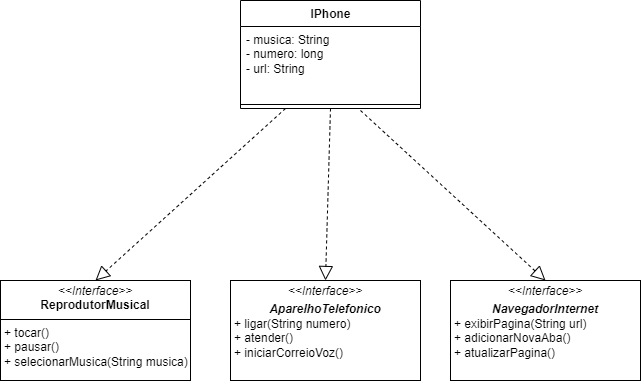 IPhone
- musica: String
- numero: long
- url: String
<<Interface>>
ReprodutorMusical
+ tocar()
+ pausar()
+ selecionarMusica(String musica)
<<Interface>>
AparelhoTelefonico
+ ligar(String numero)
+ atender()
+ iniciarCorreioVoz()
<<Interface>>
NavegadorInternet
+ exibirPagina(String url)
+ adicionarNovaAba()
+ atualizarPagina()